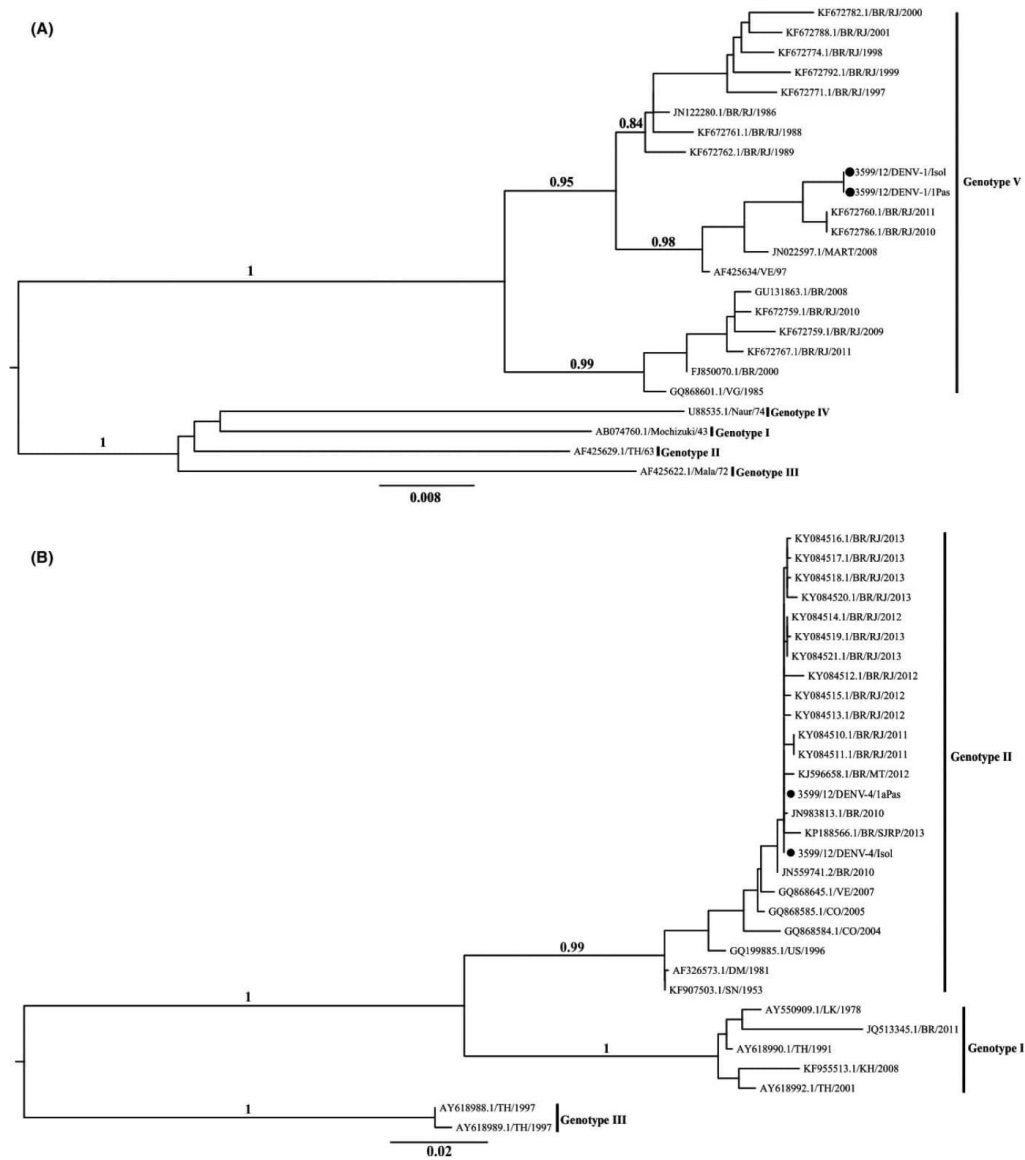 (A)
KF672782.1/BR/RJ/2000
KF672788.1/BR/RJ/2001
KF672774.1/BR/RJ/1998
KF672792.1/BR/RJ/1999
KF672771.1/BR/RJ/1997
JN122280.1/BR/RJ/1986
0.84
KF672761.1/BR/RJ/1988
KF672762.1/BR/RJ/1989
3599/12/DENV-1/Isol
Genotype V
0.95
3599/12/DENV-1/1Pas
KF672760.1/BR/RJ/2011
KF672786.1/BR/RJ/2010
0.98
JN022597.1/MART/2008
AF425634/VE/97
1
GU131863.1/BR/2008
KF672759.1/BR/RJ/2010
KF672759.1/BR/RJ/2009
KF672767.1/BR/RJ/2011
0.99
FJ850070.1/BR/2000
GQ868601.1/VG/1985
U88535.1/Naur/74 Genotype IV
AB074760.1/Mochizuki/43 Genotype I
1
AF425629.1/TH/63 Genotype II
AF425622.1/Mala/72 Genotype III
0.008
(B)
KY084516.1/BR/RJ/2013
KY084517.1/BR/RJ/2013
KY084518.1/BR/RJ/2013
KY084520.1/BR/RJ/2013
KY084514.1/BR/RJ/2012
KY084519.1/BR/RJ/2013
KY084521.1/BR/RJ/2013
KY084512.1/BR/RJ/2012
KY084515.1/BR/RJ/2012
KY084513.1/BR/RJ/2012
KY084510.1/BR/RJ/2011
KY084511.1/BR/RJ/2011
Genotype II
KJ596658.1/BR/MT/2012
3599/12/DENV-4/1aPas
JN983813.1/BR/2010
KP188566.1/BR/SJRP/2013
3599/12/DENV-4/Isol
JN559741.2/BR/2010
GQ868645.1/VE/2007
GQ868585.1/CO/2005
GQ868584.1/CO/2004
0.99
GQ199885.1/US/1996
AF326573.1/DM/1981
KF907503.1/SN/1953
1
AY550909.1/LK/1978
JQ513345.1/BR/2011
Genotype I
1
AY618990.1/TH/1991
KF955513.1/KH/2008
AY618992.1/TH/2001
1
AY618988.1/TH/1997
Genotype III
AY618989.1/TH/1997
0.02